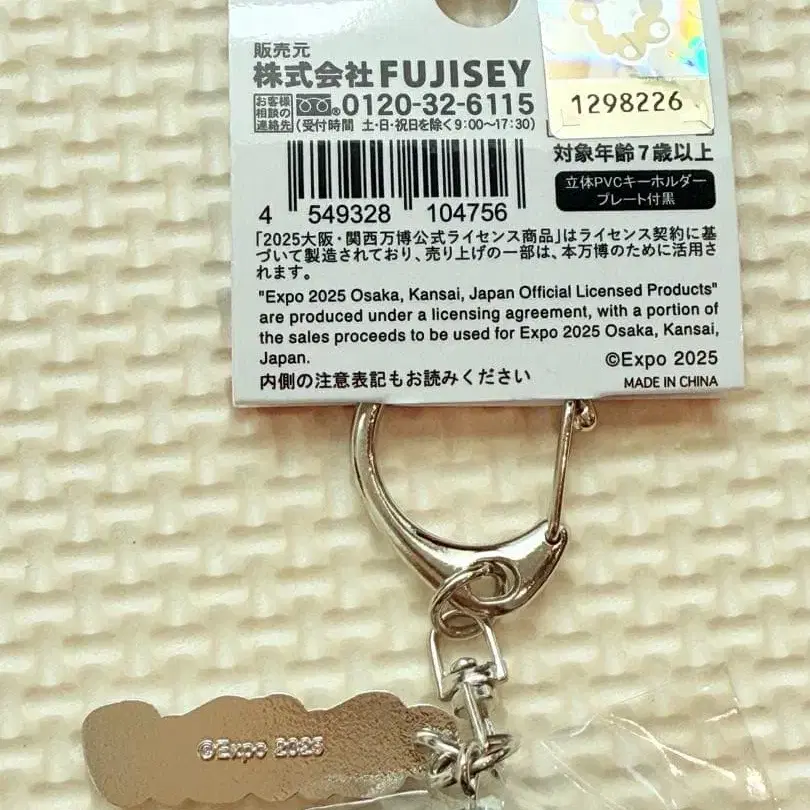 販売元
株式会社FUJISEY
お客様
相談の
連絡先
0120-32-6115
(受付時間 土・日・祝日を除く9:00~17:30)
1298226
対象年齢7歳以上
立体PVCキーホルダー
プレート付黒
4 549328 104756
「2025大阪・関西万博公式ライセンス商品」はライセンス契約に基
づいて製造されており、売り上げの一部は、本万博のために活用さ
れます。
"Expo 2025 Osaka, Kansai, Japan Official Licensed Products"
are produced under a licensing agreement, with a portion of
the sales proceeds to be used for Expo 2025 Osaka, Kansai,
Japan.
©Expo 2025
内側の注意表記もお読みください
MADE IN CHINA
©Expo 2025